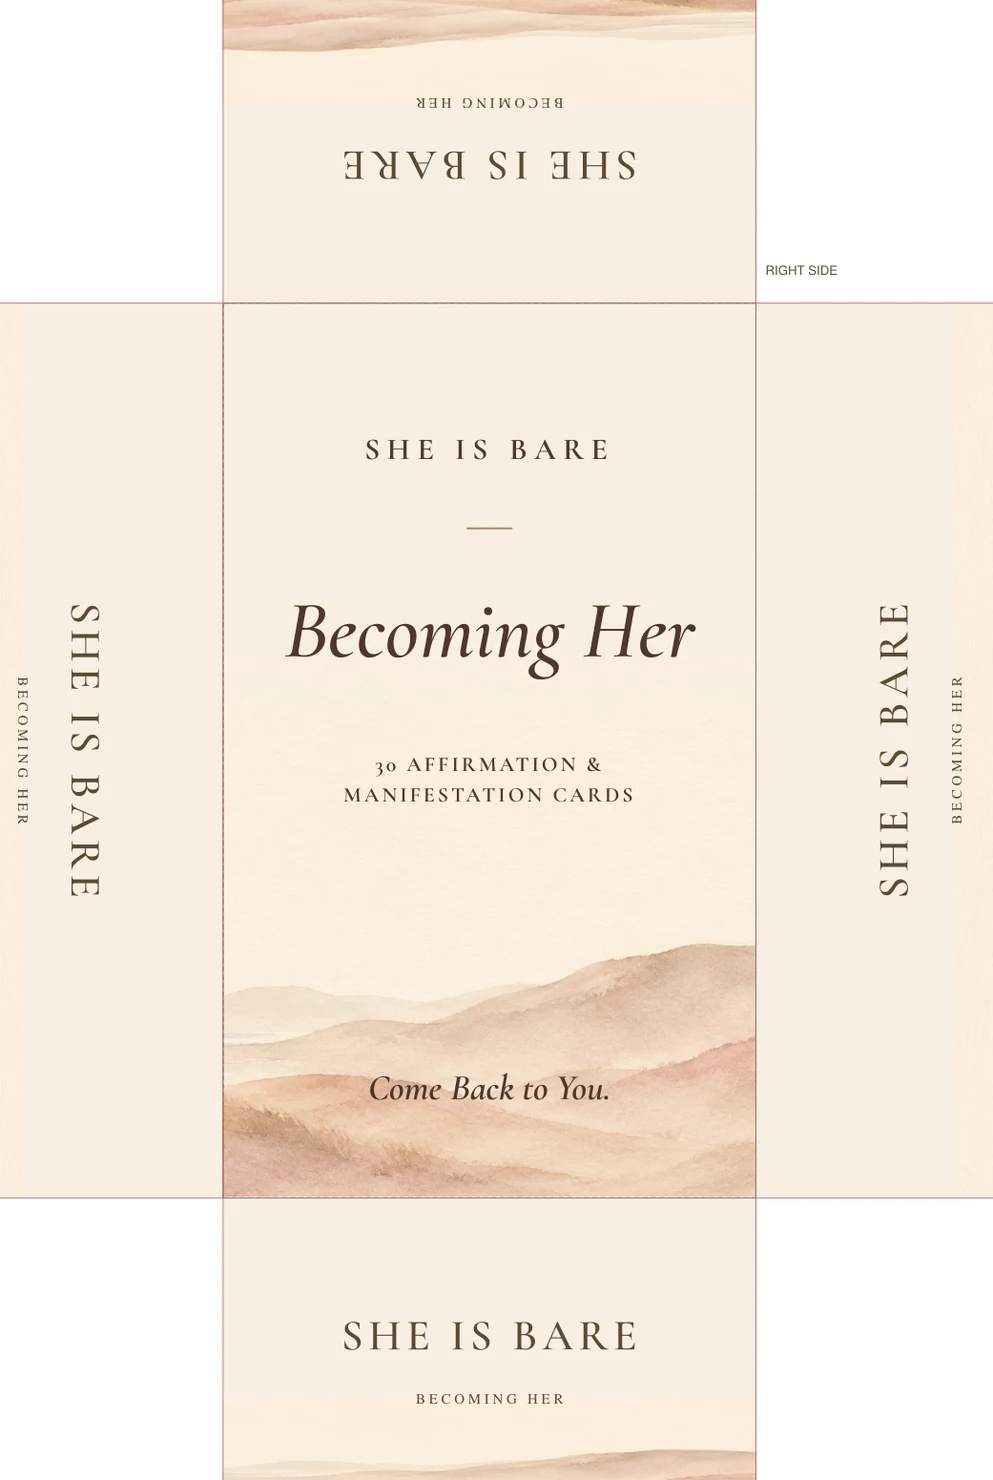 BECOMING HER
SHE IS BARE
RIGHT SIDE
SHE IS BARE
Becoming Her
30 AFFIRMATION &
MANIFESTATION CARDS
Come Back to You.
SHE IS BARE
BECOMING HER
SHE IS BARE
BECOMING HER
SHE IS BARE
BECOMING HER